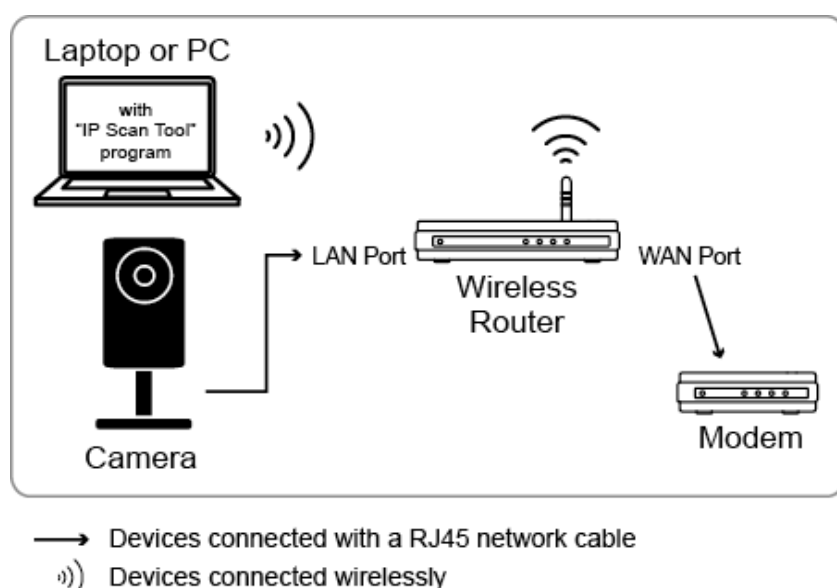 Laptop or PC
with
"IP Scan Tool"
program
LAN Port
WAN Port
Wireless
Router
Modem
Camera
Devices connected with a RJ45 network cable
Devices connected wirelessly